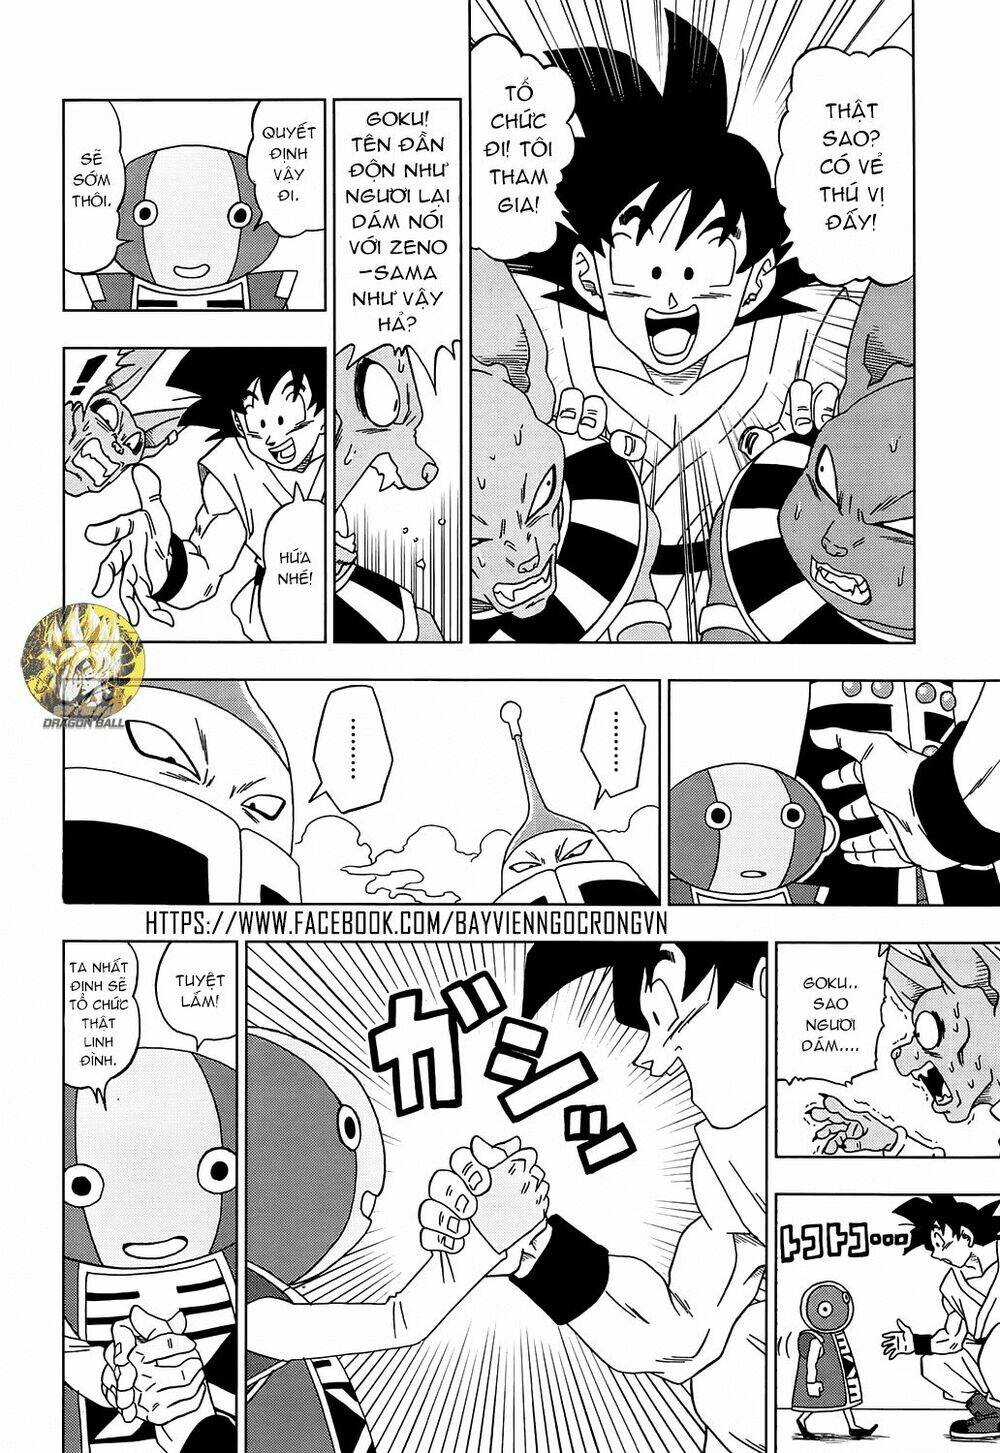 THẬT
SAO?
CÓ VẺ
THÚ VỊ
ĐẤY!
TỔ
CHỨC
ĐI! TÔI
THAM
GIA!
GOKU!
TÊN ĐẦN
ĐỘN NHƯ
NGƯƠI LẠI
DÁM NÓI
VỚI ZENO
-SAMA
NHƯ VẬY
HẢ?
QUYẾT
ĐỊNH
VẬY
ĐI.
SẼ
SỚM
THÔI.
!
HỨA
NHÉ!
DRAGON BALL
......
......
HTTPS://WWW.FACEBOOK.COM/BAYVIENNGOCRONGVN
GOKU..
SAO
NGƯƠI
DÁM....
トコトコ...
ガシッ
TUYỆT
LẮM!
TA NHẤT
ĐỊNH SẼ
TỔ CHỨC
THẬT
LINH
ĐÌNH.